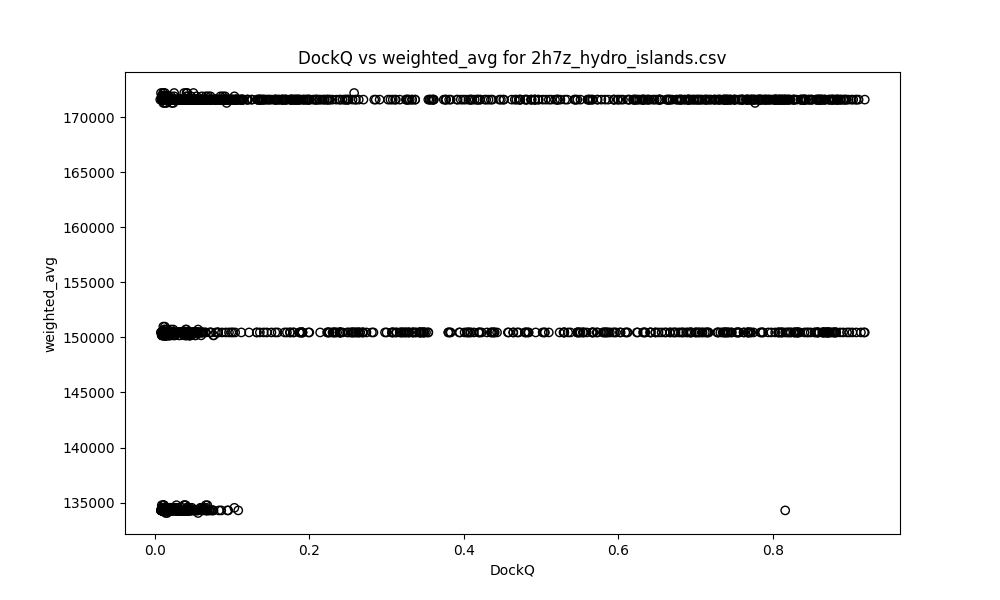 DockQ vs weighted_avg for 2h7z_hydro_islands.csv
170000
165000
160000
155000
150000
145000
140000
135000
weighted_avg
0.0 0.2 0.4 0.6 0.8
DockQ